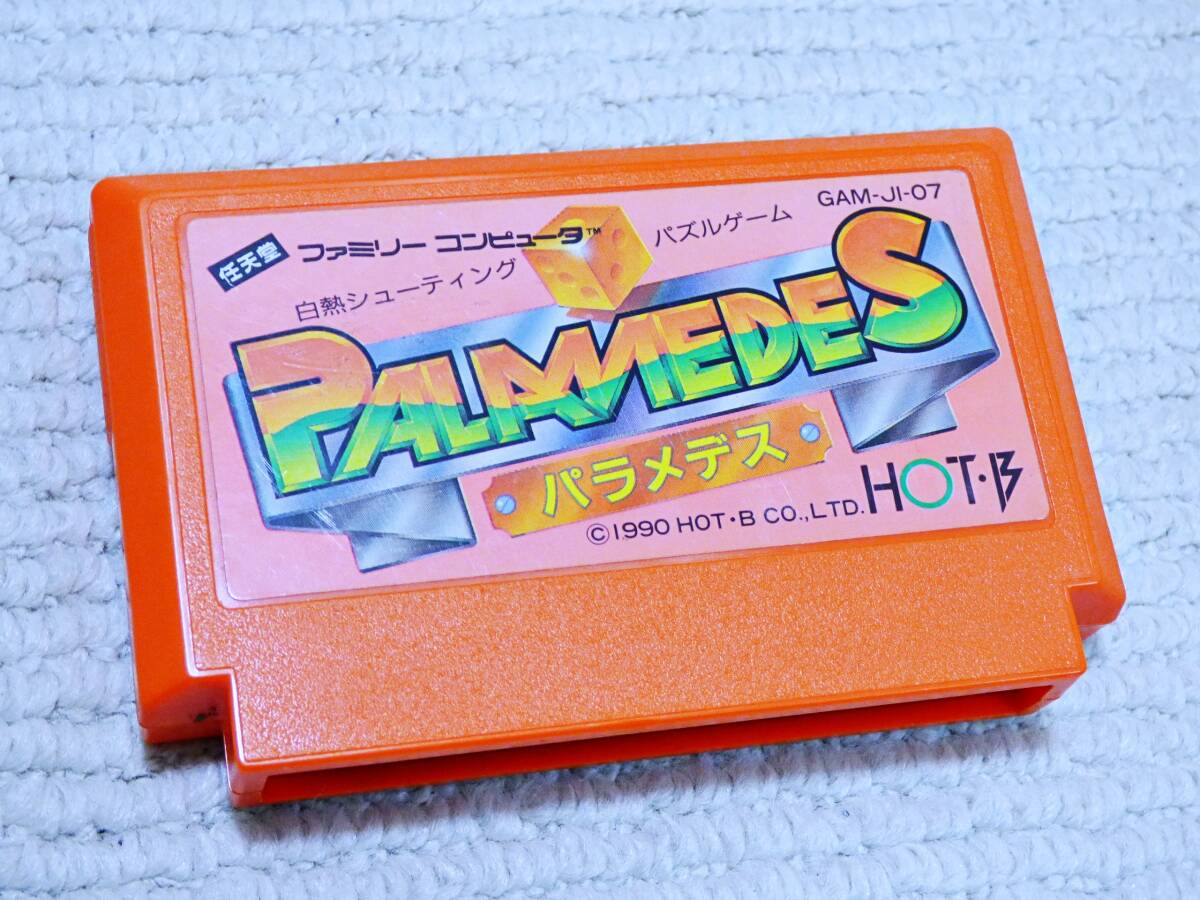 GAM-JI-07
任天堂 ファミリー コンピュータ™
白熱シューティング パズルゲーム
PALAMEDES
パラメデス
©1990 HOT・B CO.,LTD. HOT・B